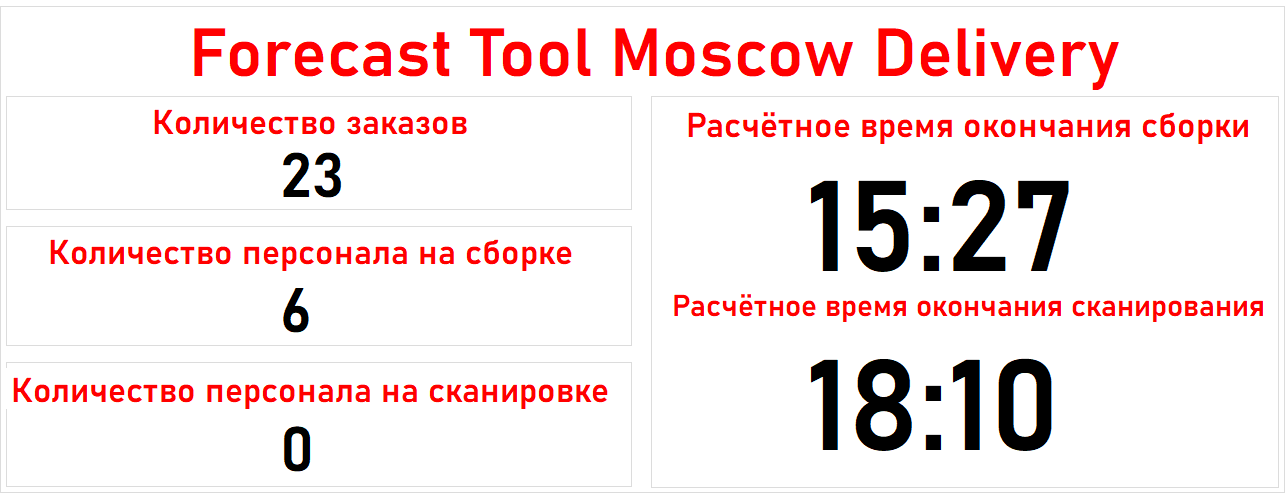 Forecast Tool Moscow Delivery
Количество заказов
23
Количество персонала на сборке
6
Количество персонала на сканировке
0
Расчётное время окончания сборки
15:27
Расчётное время окончания сканирования
18:10